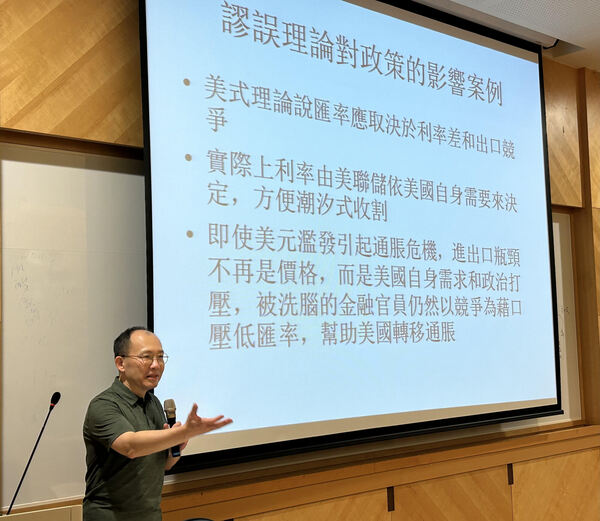 謬誤理論對政策的影響案例
• 美式理論說匯率應取決於利率差和出口競
爭
• 實際上利率由美聯儲依美國自身需要來決
定，方便潮汐式收割
• 即使美元濫發引起通脹危機，進出口瓶頸
不再是價格，而是美國自身需求和政治打
壓，被洗腦的金融官員仍然以競爭為藉口
壓低匯率，幫助美國轉移通脹